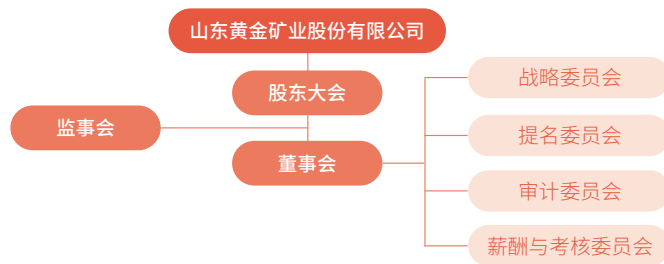 山东黄金矿业股份有限公司
股东大会
监事会
董事会
战略委员会
提名委员会
审计委员会
薪酬与考核委员会